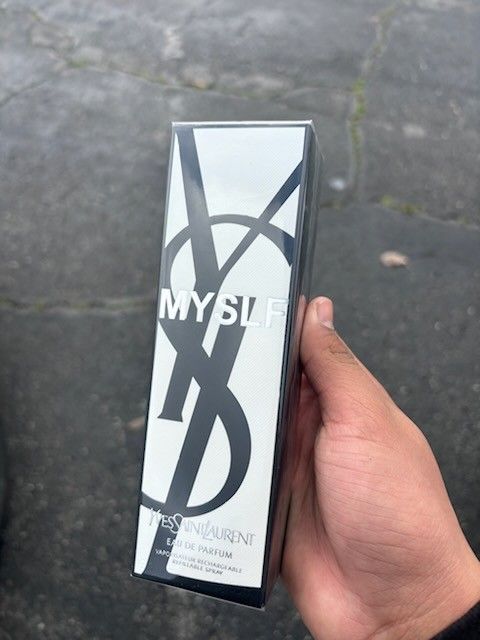 MYSLF
YVESSAINTLAURENT
EAU DE PARFUM
VAPORISATEUR RECHARGEABLE
REFILLABLE SPRAY